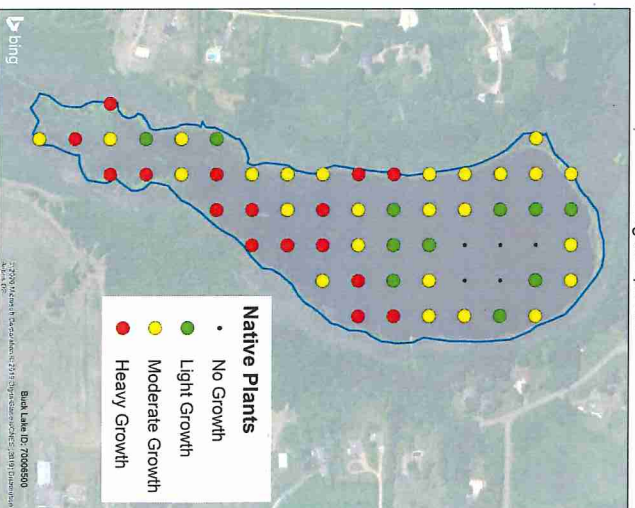 Native Plants
No Growth
Light Growth
Moderate Growth
Heavy Growth
bing
Buck Lake ID: 70006500